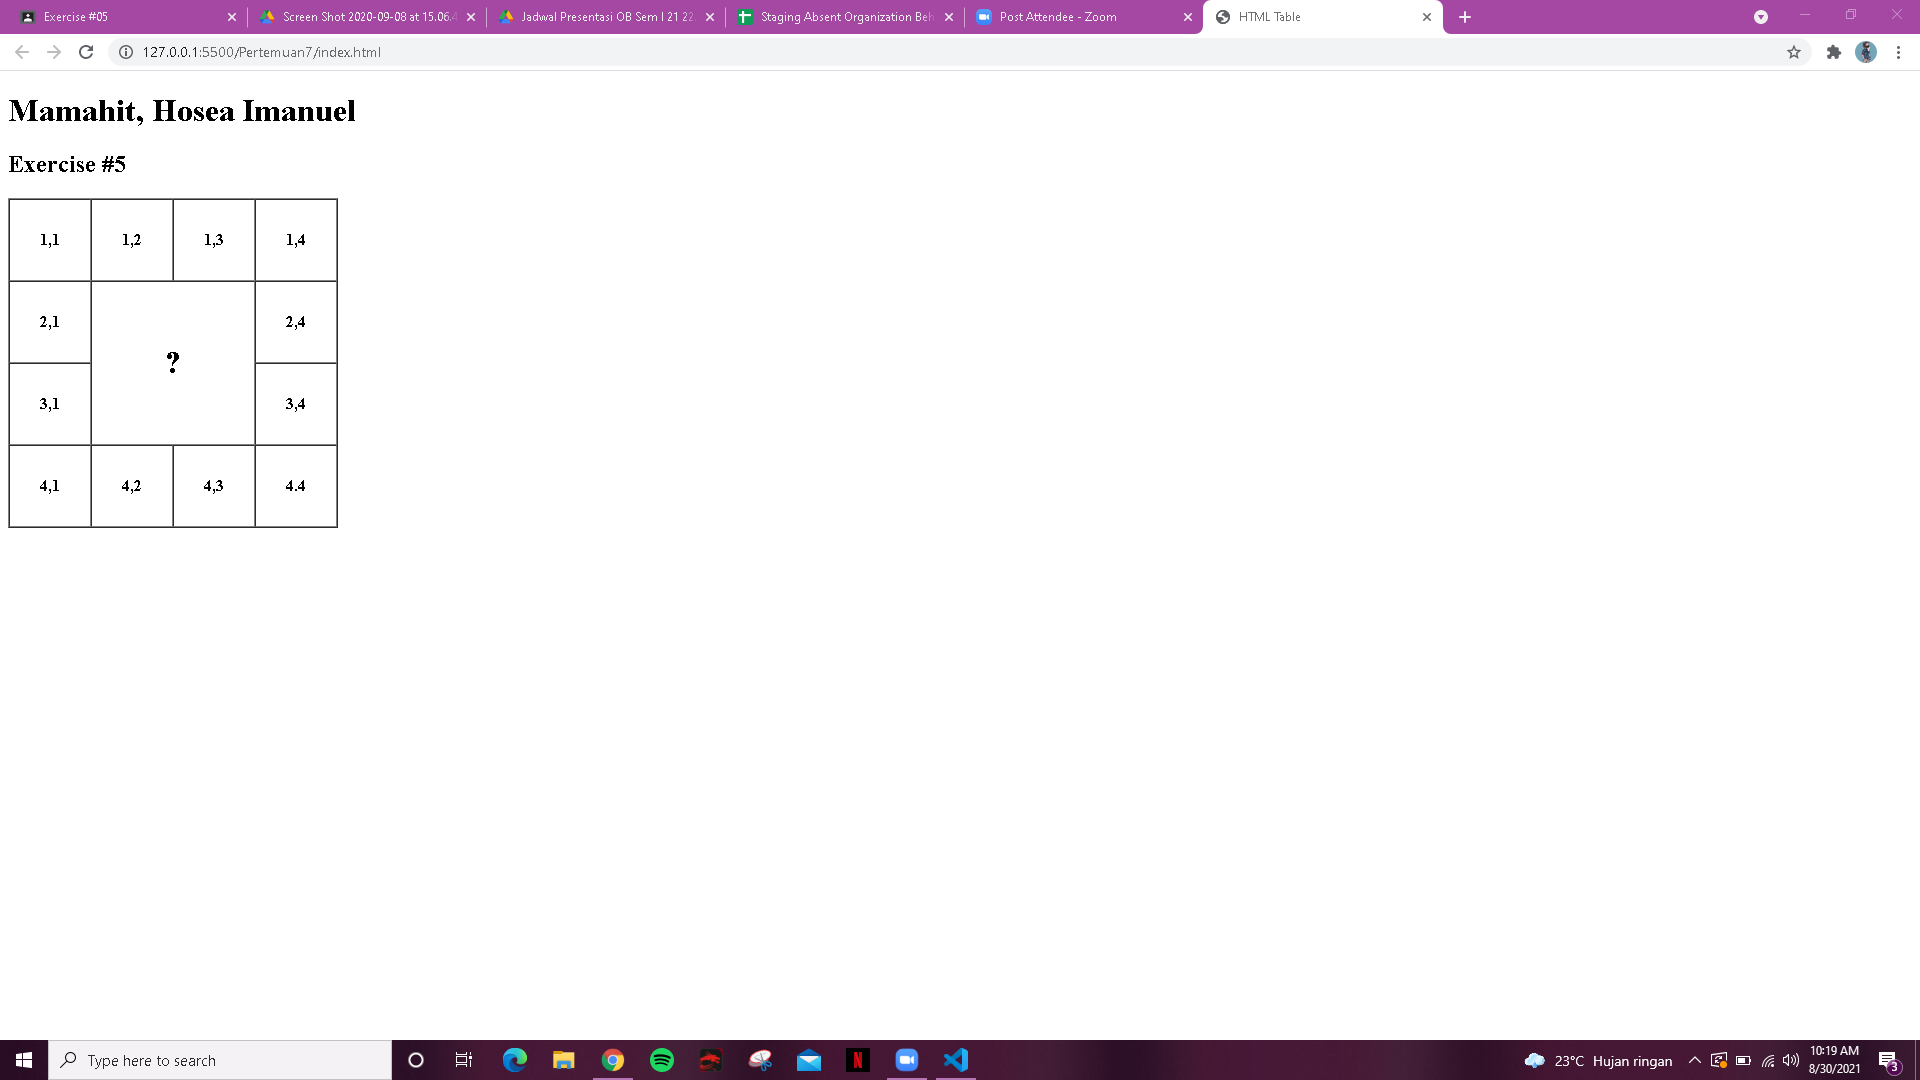 Exercise #05
Screen Shot 2020-09-08 at 15.06.4
Jadwal Presentasi OB Sem I 21 22
Staging Absent Organization Beh
Post Attendee - Zoom
HTML Table
127.0.0.1:5500/Pertemuan7/index.html
Mamahit, Hosea Imanuel
Exercise #5
1,1 1,2 1,3 1,4
2,1 2,4
?
3,1 3,4
4,1 4,2 4,3 4.4
Type here to search
N
23°C Hujan ringan
10:19 AM
8/30/2021
3